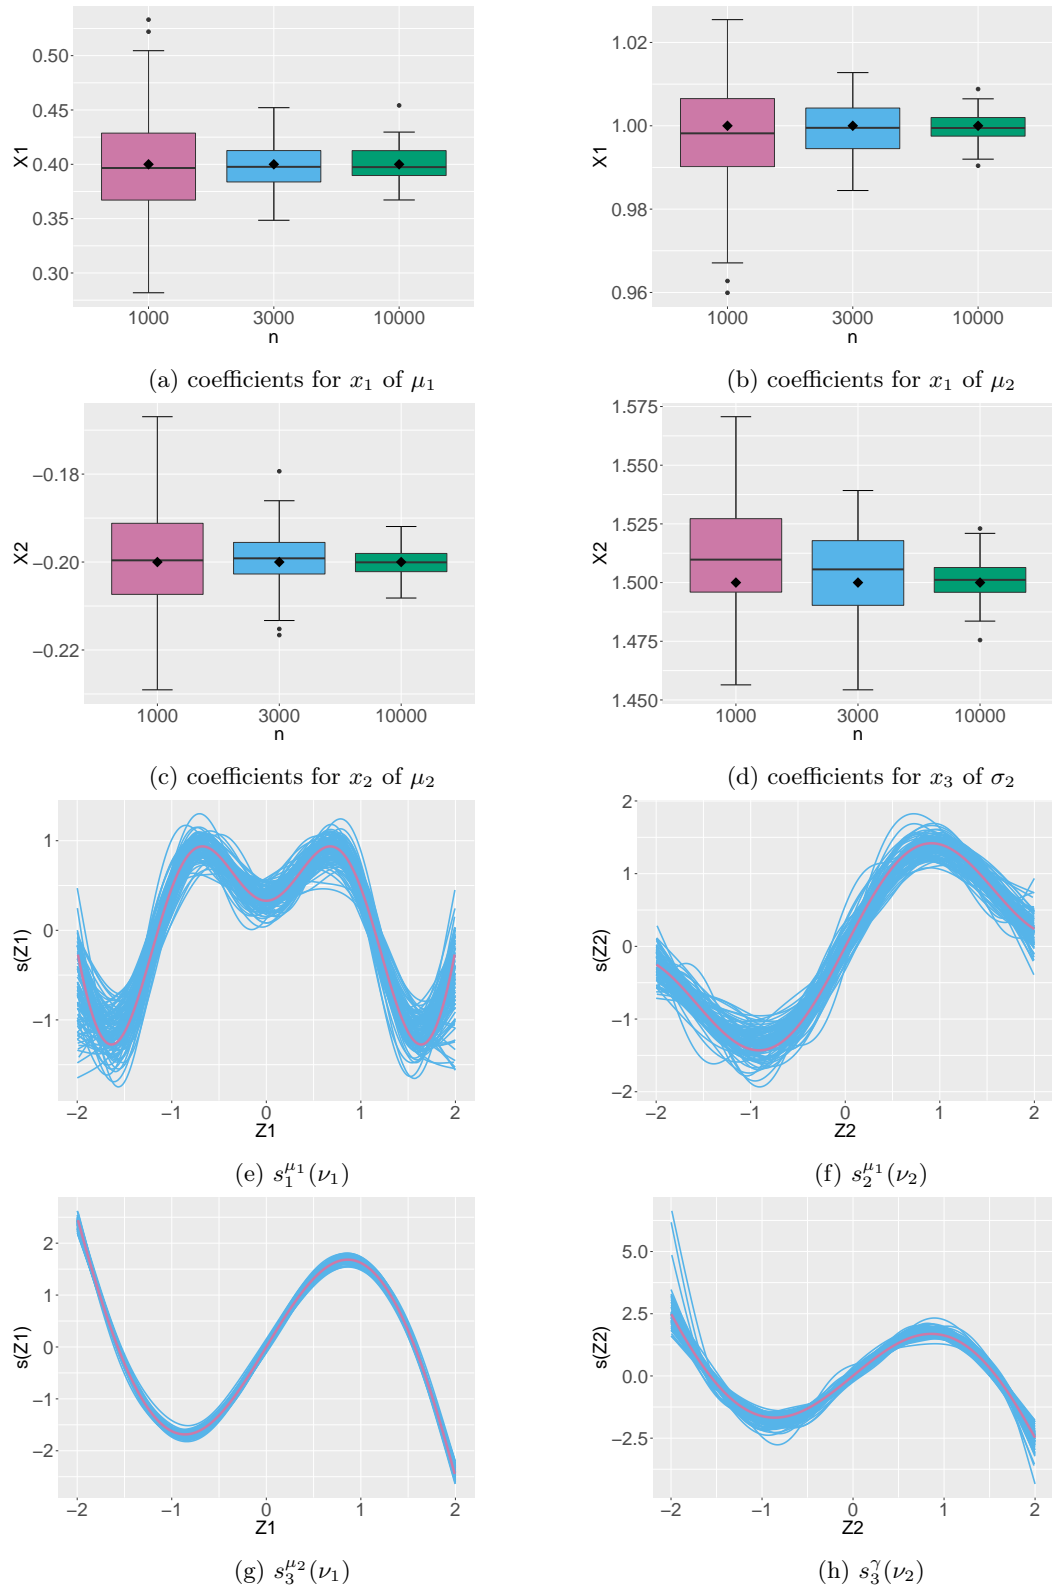 0.50
0.45
0.40
0.35
0.30
X1
1000 3000 10000
n
(a) coefficients for x₁ of μ₁
1.02
1.00
0.98
0.96
X1
1000 3000 10000
n
(b) coefficients for x₁ of μ₂
−0.18
−0.20
−0.22
X2
1000 3000 10000
n
(c) coefficients for x₂ of μ₂
1.575
1.550
1.525
1.500
1.475
1.450
X2
1000 3000 10000
n
(d) coefficients for x₃ of σ₂
1
0
−1
s(Z1)
−2 −1 0 1 2
Z1
(e) s₁^{μ₁}(ν₁)
2
1
0
−1
−2
s(Z2)
−2 −1 0 1 2
Z2
(f) s₂^{μ₁}(ν₂)
2
1
0
−1
−2
s(Z1)
−2 −1 0 1 2
Z1
(g) s₃^{μ₂}(ν₁)
5.0
2.5
0.0
−2.5
s(Z2)
−2 −1 0 1 2
Z2
(h) s₃^{γ}(ν₂)